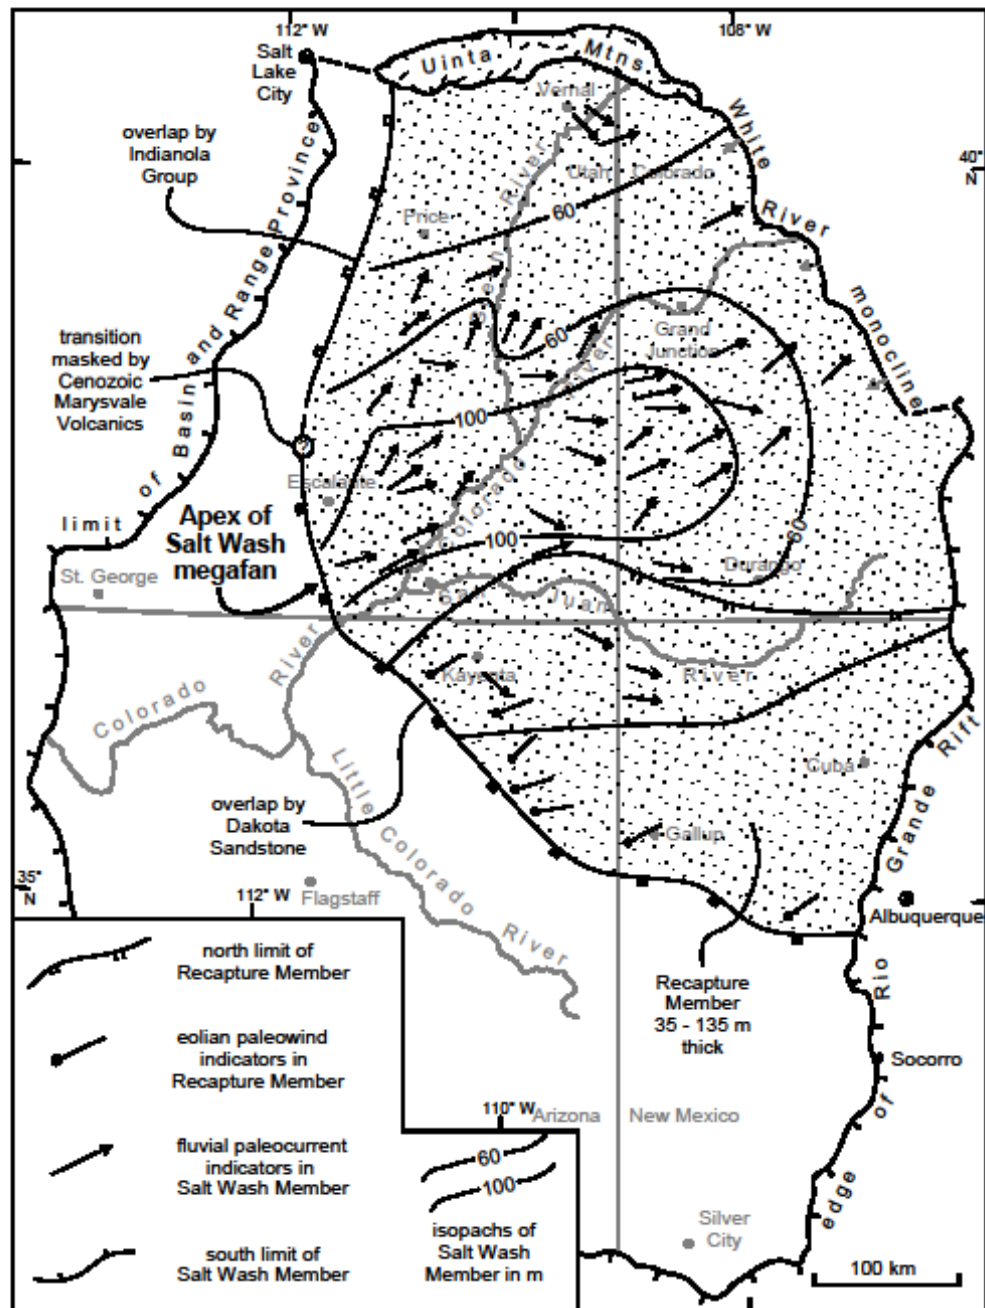 112° W
108° W
Salt
Lake
City
Uinta
Mtns
Vernal
White
River
monocline
overlap by
Indianola
Group
Utah
Colorado
40°
N
Price
Green
River
60
limit of Basin and Range Province
transition
masked by
Cenozoic
Marysvale
Volcanics
60
Grand
Junction
100
Colorado River
?
Escalante
Apex of
Salt Wash
megafan
St. George
100
60
Durango
San Juan River
Kayenta
Colorado River
Little Colorado River
overlap by
Dakota
Sandstone
Cuba
Gallup
35°
N
Flagstaff
112° W
Albuquerque
edge of Rio Grande Rift
Recapture
Member
35 - 135 m
thick
Socorro
Arizona
New Mexico
Silver
City
100 km
north limit of
Recapture Member
eolian paleowind
indicators in
Recapture Member
fluvial paleocurrent
indicators in
Salt Wash Member
south limit of
Salt Wash Member
110° W
60
100
isopachs of
Salt Wash
Member in m